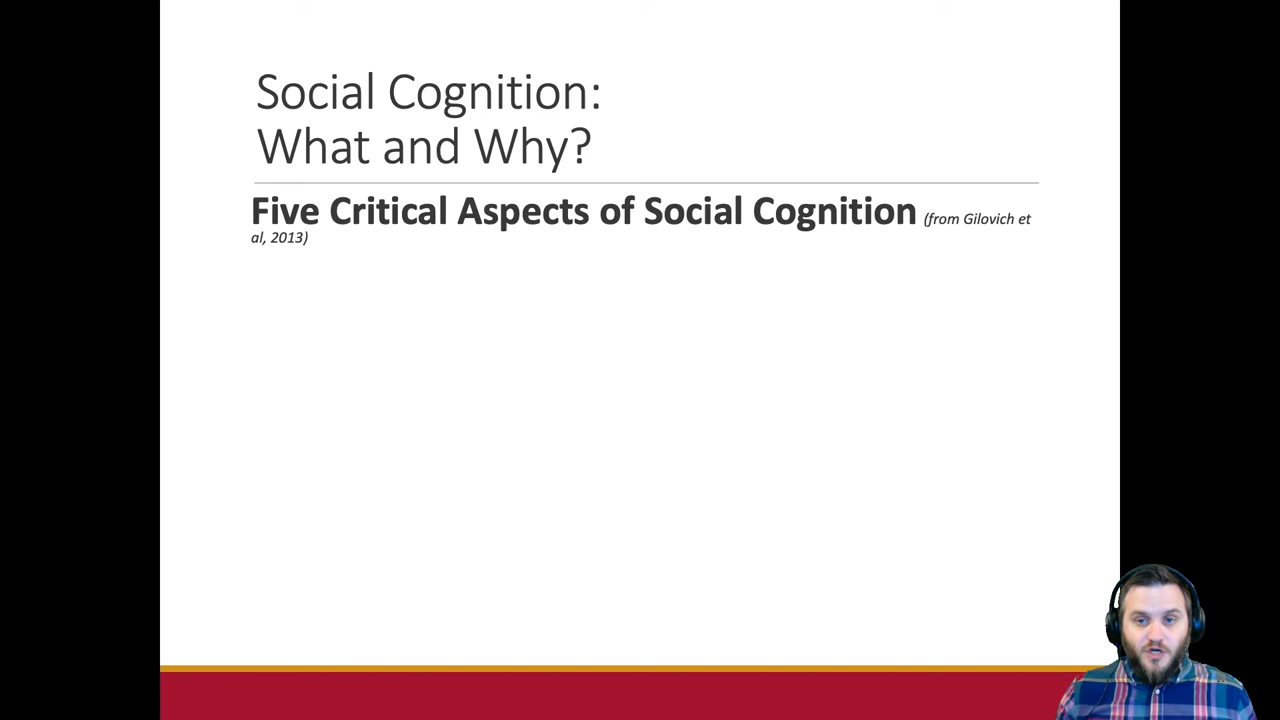 Social Cognition:
What and Why?
Five Critical Aspects of Social Cognition (from Gilovich et
al, 2013)